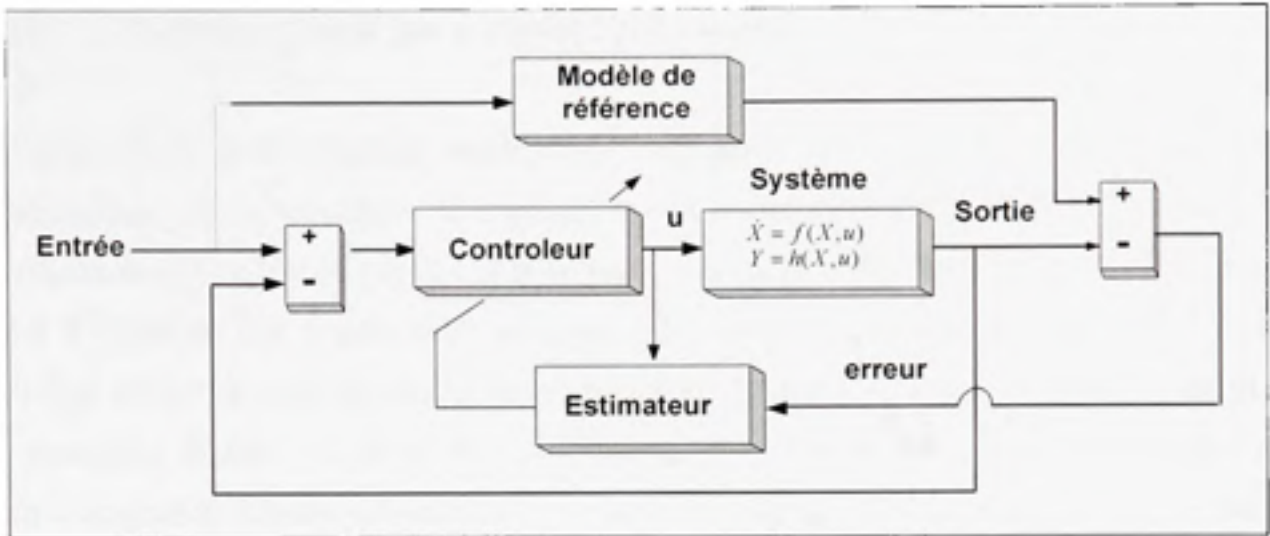 Modèle de
référence
Système
Sortie
+
-
Entrée
+
-
Controleur
u
Ẋ = f(X,u)
Y = h(X,u)
erreur
Estimateur